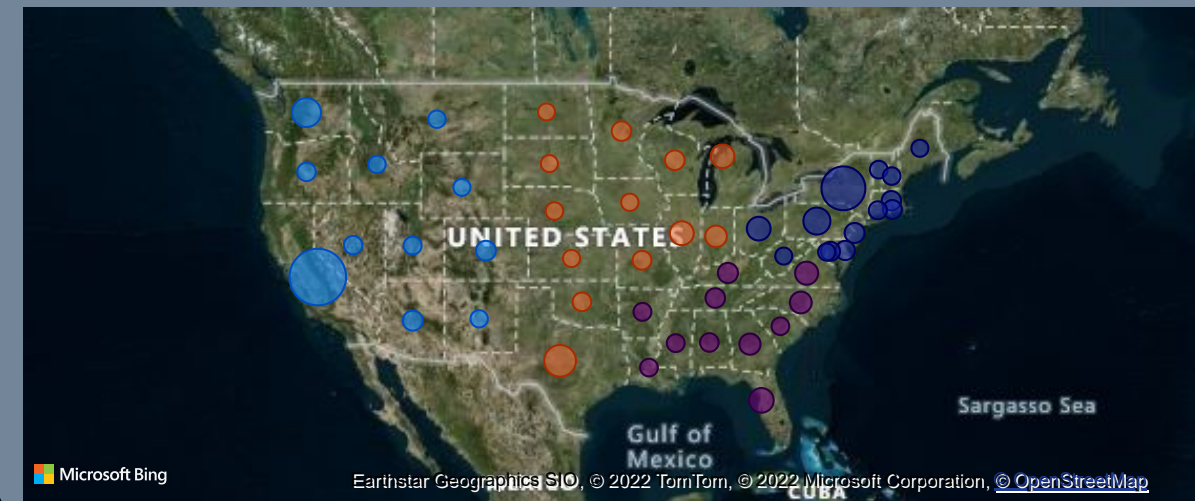 UNITED STATES
Sargasso Sea
Gulf of
Mexico
Microsoft Bing
Earthstar Geographics SIO, © 2022 TomTom, © 2022 Microsoft Corporation, © OpenStreetMap
MEXICO
CUBA